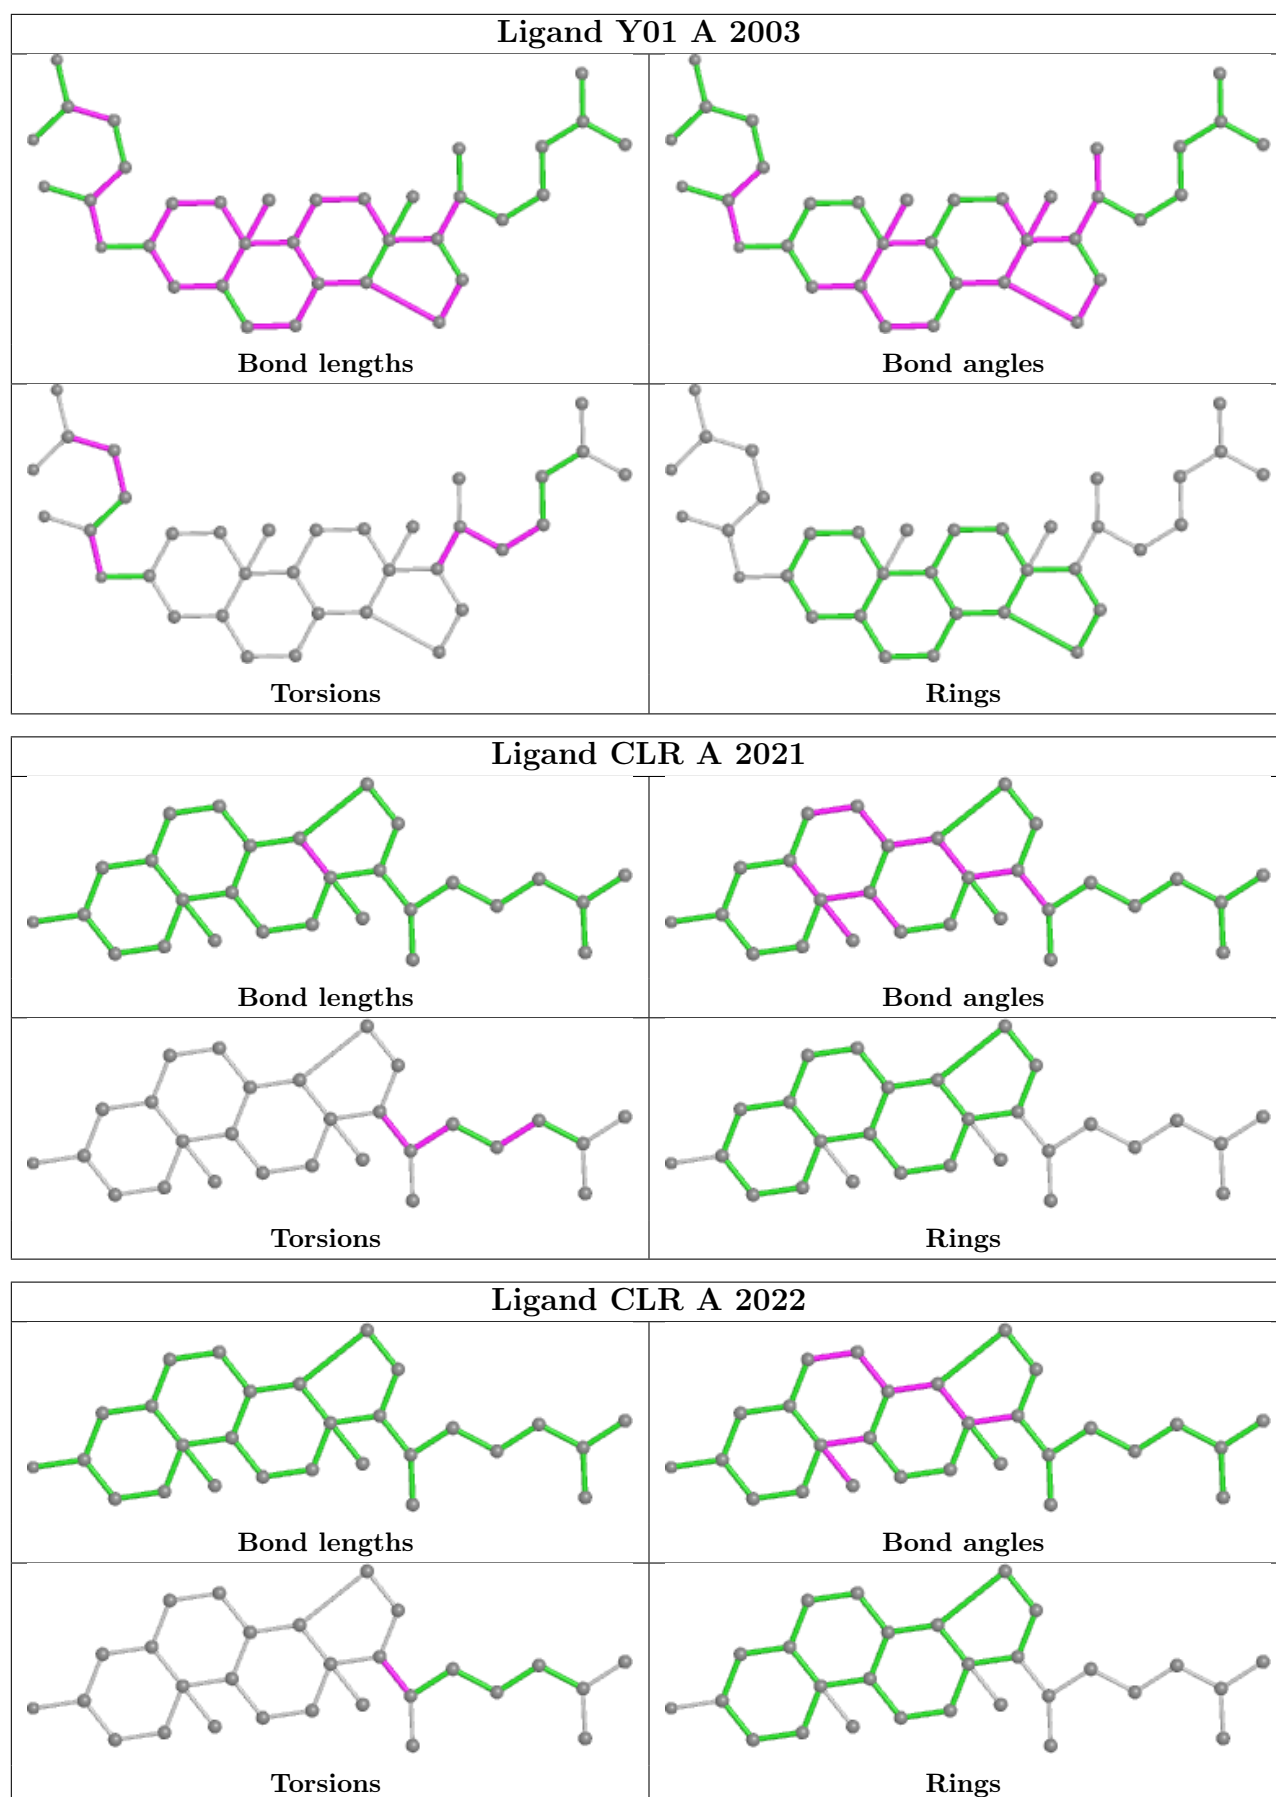 Ligand Y01 A 2003
Bond lengths
Bond angles
Torsions
Rings
Ligand CLR A 2021
Bond lengths
Bond angles
Torsions
Rings
Ligand CLR A 2022
Bond lengths
Bond angles
Torsions
Rings